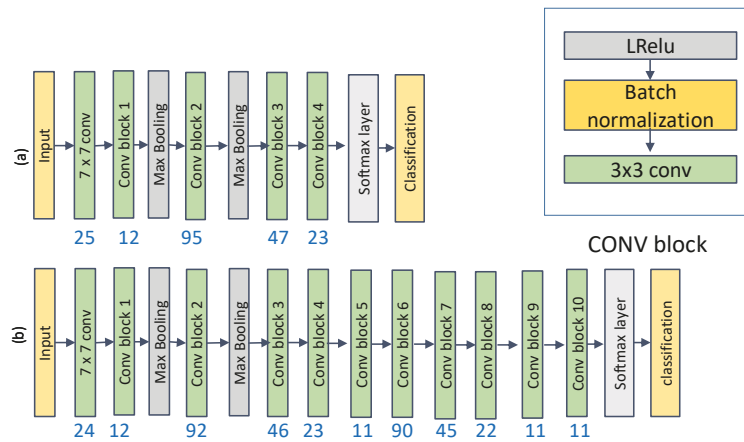 (a)
Input
7 x 7 conv
Conv block 1
Max Booling
Conv block 2
Max Booling
Conv block 3
Conv block 4
Softmax layer
Classification
25
12
95
47
23
LRelu
Batch
normalization
3x3 conv
CONV block
(b)
Input
7 x 7 conv
Conv block 1
Max Booling
Conv block 2
Max Booling
Conv block 3
Conv block 4
Conv block 5
Conv block 6
Conv block 7
Conv block 8
Conv block 9
Conv block 10
Softmax layer
classification
24
12
92
46
23
11
90
45
22
11
11